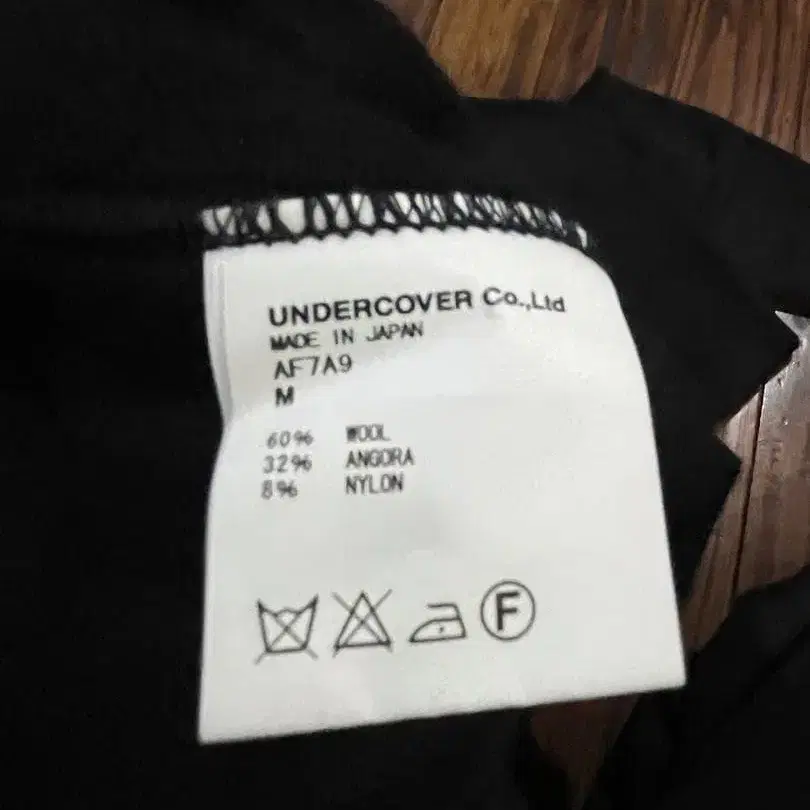 UNDERCOVER Co.,Ltd
MADE IN JAPAN
AF7A9
M
60% WOOL
32% ANGORA
8% NYLON
F